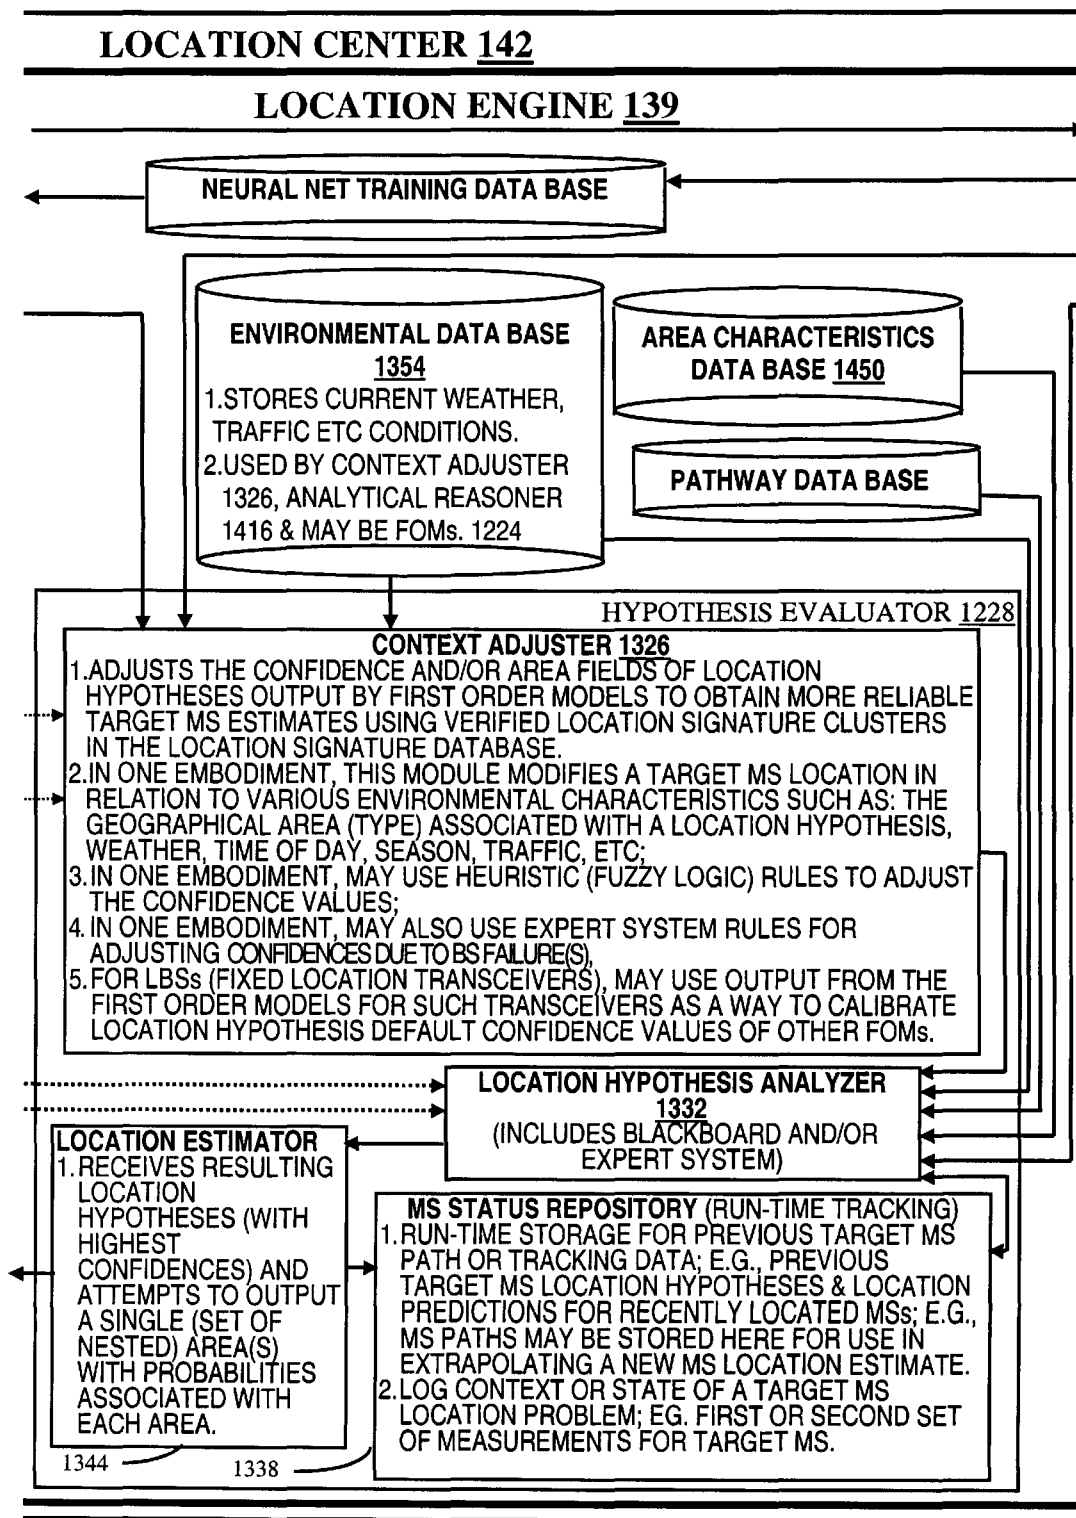 LOCATION CENTER 142
LOCATION ENGINE 139
NEURAL NET TRAINING DATA BASE
ENVIRONMENTAL DATA BASE
1354
1.STORES CURRENT WEATHER,
TRAFFIC ETC CONDITIONS.
2.USED BY CONTEXT ADJUSTER
1326, ANALYTICAL REASONER
1416 & MAY BE FOMs. 1224
AREA CHARACTERISTICS
DATA BASE 1450
PATHWAY DATA BASE
HYPOTHESIS EVALUATOR 1228
CONTEXT ADJUSTER 1326
1.ADJUSTS THE CONFIDENCE AND/OR AREA FIELDS OF LOCATION
HYPOTHESES OUTPUT BY FIRST ORDER MODELS TO OBTAIN MORE RELIABLE
TARGET MS ESTIMATES USING VERIFIED LOCATION SIGNATURE CLUSTERS
IN THE LOCATION SIGNATURE DATABASE.
2.IN ONE EMBODIMENT, THIS MODULE MODIFIES A TARGET MS LOCATION IN
RELATION TO VARIOUS ENVIRONMENTAL CHARACTERISTICS SUCH AS: THE
GEOGRAPHICAL AREA (TYPE) ASSOCIATED WITH A LOCATION HYPOTHESIS,
WEATHER, TIME OF DAY, SEASON, TRAFFIC, ETC;
3.IN ONE EMBODIMENT, MAY USE HEURISTIC (FUZZY LOGIC) RULES TO ADJUST
THE CONFIDENCE VALUES;
4. IN ONE EMBODIMENT, MAY ALSO USE EXPERT SYSTEM RULES FOR
ADJUSTING CONFIDENCES DUE TO BS FAILURE(S),
5. FOR LBSs (FIXED LOCATION TRANSCEIVERS), MAY USE OUTPUT FROM THE
FIRST ORDER MODELS FOR SUCH TRANSCEIVERS AS A WAY TO CALIBRATE
LOCATION HYPOTHESIS DEFAULT CONFIDENCE VALUES OF OTHER FOMs.
LOCATION HYPOTHESIS ANALYZER
1332
(INCLUDES BLACKBOARD AND/OR
EXPERT SYSTEM)
LOCATION ESTIMATOR
1. RECEIVES RESULTING
LOCATION
HYPOTHESES (WITH
HIGHEST
CONFIDENCES) AND
ATTEMPTS TO OUTPUT
A SINGLE (SET OF
NESTED) AREA(S)
WITH PROBABILITIES
ASSOCIATED WITH
EACH AREA.
1344
MS STATUS REPOSITORY (RUN-TIME TRACKING)
1. RUN-TIME STORAGE FOR PREVIOUS TARGET MS
PATH OR TRACKING DATA; E.G., PREVIOUS
TARGET MS LOCATION HYPOTHESES & LOCATION
PREDICTIONS FOR RECENTLY LOCATED MSs; E.G.,
MS PATHS MAY BE STORED HERE FOR USE IN
EXTRAPOLATING A NEW MS LOCATION ESTIMATE.
2. LOG CONTEXT OR STATE OF A TARGET MS
LOCATION PROBLEM; EG. FIRST OR SECOND SET
OF MEASUREMENTS FOR TARGET MS.
1338